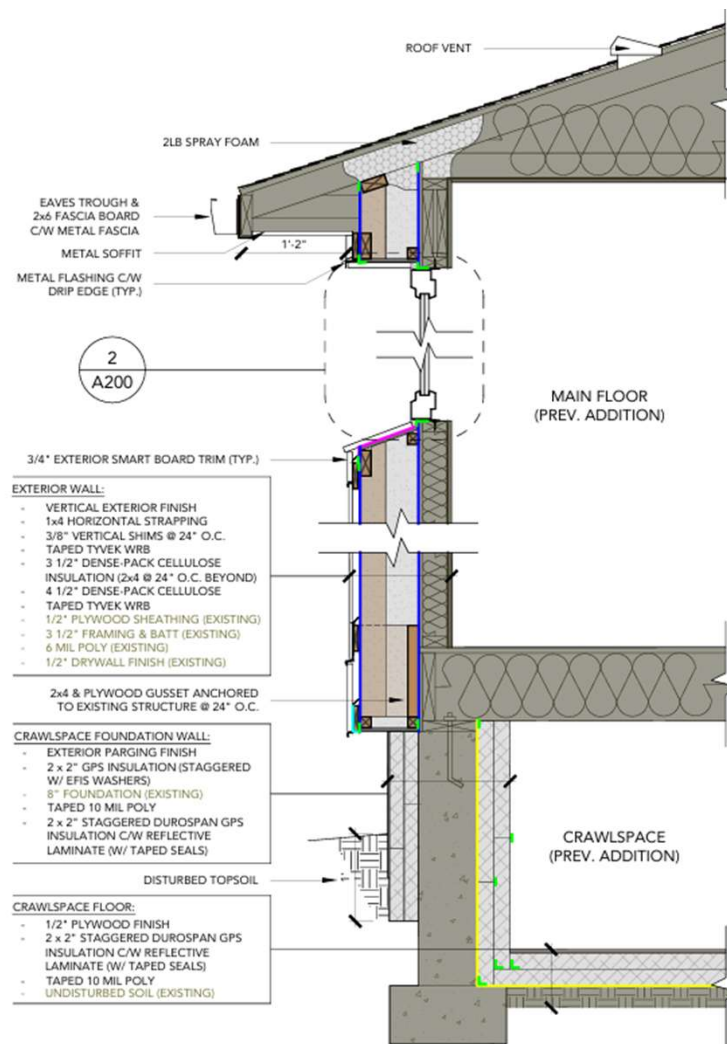 ROOF VENT
2LB SPRAY FOAM
EAVES TROUGH &
2x6 FASCIA BOARD
C/W METAL FASCIA
METAL SOFFIT
1'-2"
METAL FLASHING C/W
DRIP EDGE (TYP.)
2
A200
MAIN FLOOR
(PREV. ADDITION)
3/4" EXTERIOR SMART BOARD TRIM (TYP.)
EXTERIOR WALL:
- VERTICAL EXTERIOR FINISH
- 1x4 HORIZONTAL STRAPPING
- 3/8" VERTICAL SHIMS @ 24" O.C.
- TAPED TYVEK WRB
- 3 1/2" DENSE-PACK CELLULOSE
INSULATION (2x4 @ 24" O.C. BEYOND)
- 4 1/2" DENSE-PACK CELLULOSE
- TAPED TYVEK WRB
- 1/2" PLYWOOD SHEATHING (EXISTING)
- 3 1/2" FRAMING & BATT (EXISTING)
- 6 MIL POLY (EXISTING)
- 1/2" DRYWALL FINISH (EXISTING)
2x4 & PLYWOOD GUSSET ANCHORED
TO EXISTING STRUCTURE @ 24" O.C.
CRAWLSPACE FOUNDATION WALL:
- EXTERIOR PARGING FINISH
- 2 x 2" GPS INSULATION (STAGGERED
W/ EFIS WASHERS)
- 8" FOUNDATION (EXISTING)
- TAPED 10 MIL POLY
- 2 x 2" STAGGERED DUROSPAN GPS
INSULATION C/W REFLECTIVE
LAMINATE (W/ TAPED SEALS)
CRAWLSPACE
(PREV. ADDITION)
DISTURBED TOPSOIL
1'
CRAWLSPACE FLOOR:
- 1/2" PLYWOOD FINISH
- 2 x 2" STAGGERED DUROSPAN GPS
INSULATION C/W REFLECTIVE
LAMINATE (W/ TAPED SEALS)
- TAPED 10 MIL POLY
- UNDISTURBED SOIL (EXISTING)